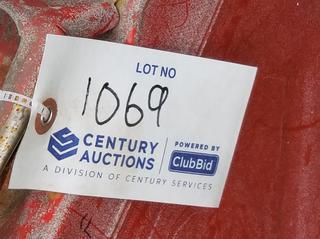 LOT NO
1069
CENTURY AUCTIONS
POWERED BY
ClubBid
A DIVISION OF CENTURY SERVICES